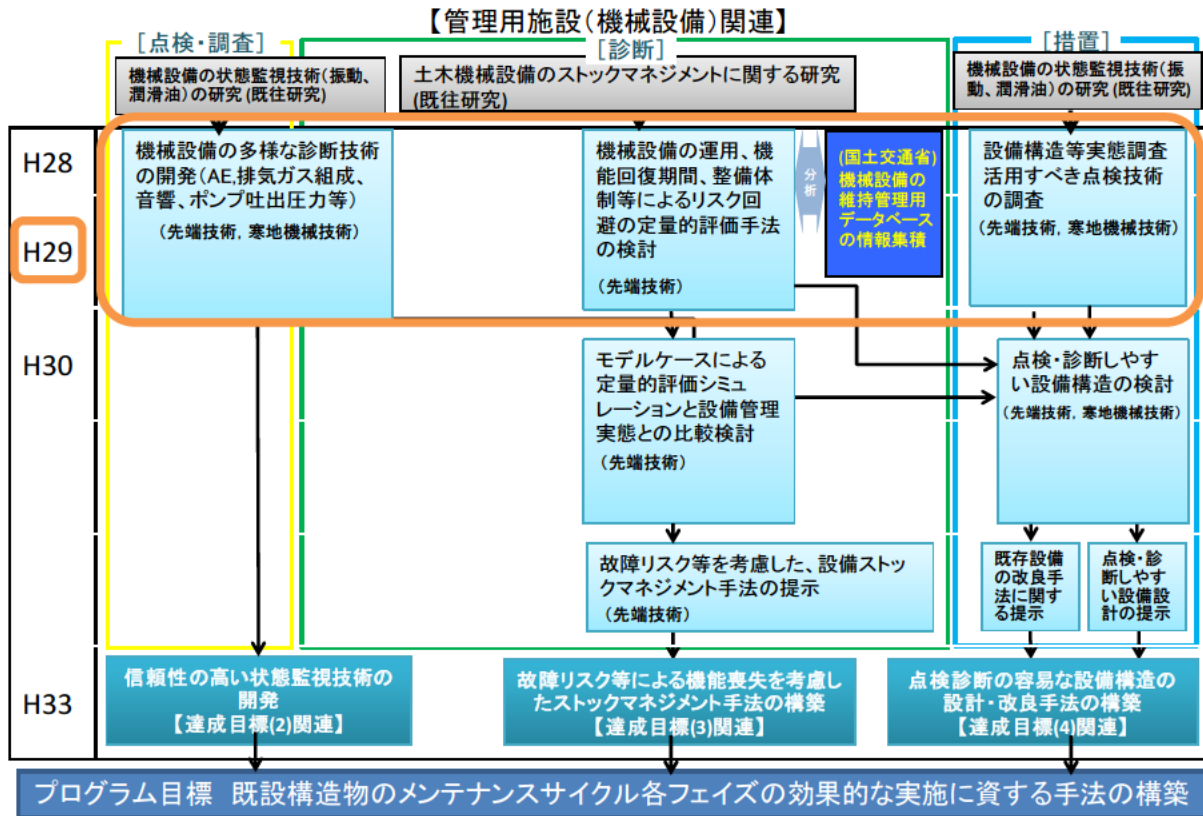 【管理用施設(機械設備)関連】
［点検・調査］
［診断］
［措置］
機械設備の状態監視技術(振動、
潤滑油)の研究(既往研究)
土木機械設備のストックマネジメントに関する研究
(既往研究)
機械設備の状態監視技術(振
動、潤滑油)の研究(既往研究)
H28
H29
H30
H33
機械設備の多様な診断技術
の開発(AE,排気ガス組成、
音響、ポンプ吐出圧力等)
(先端技術, 寒地機械技術)
機械設備の運用、機
能回復期間、整備体
制等によるリスク回
避の定量的評価手法
の検討
(先端技術)
分析
(国土交通省)
機械設備の
維持管理用
データベース
の情報集積
設備構造等実態調査
活用すべき点検技術
の調査
(先端技術, 寒地機械技術)
モデルケースによる
定量的評価シミュ
レーションと設備管理
実態との比較検討
(先端技術)
点検・診断しやす
い設備構造の検討
(先端技術, 寒地機械技術)
故障リスク等を考慮した、設備ストッ
クマネジメント手法の提示
(先端技術)
既存設備
の改良手
法に関す
る提示
点検・診
断しやす
い設備設
計の提示
信頼性の高い状態監視技術の
開発
【達成目標(2)関連】
故障リスク等による機能喪失を考慮し
たストックマネジメント手法の構築
【達成目標(3)関連】
点検診断の容易な設備構造の
設計・改良手法の構築
【達成目標(4)関連】
プログラム目標 既設構造物のメンテナンスサイクル各フェイズの効果的な実施に資する手法の構築